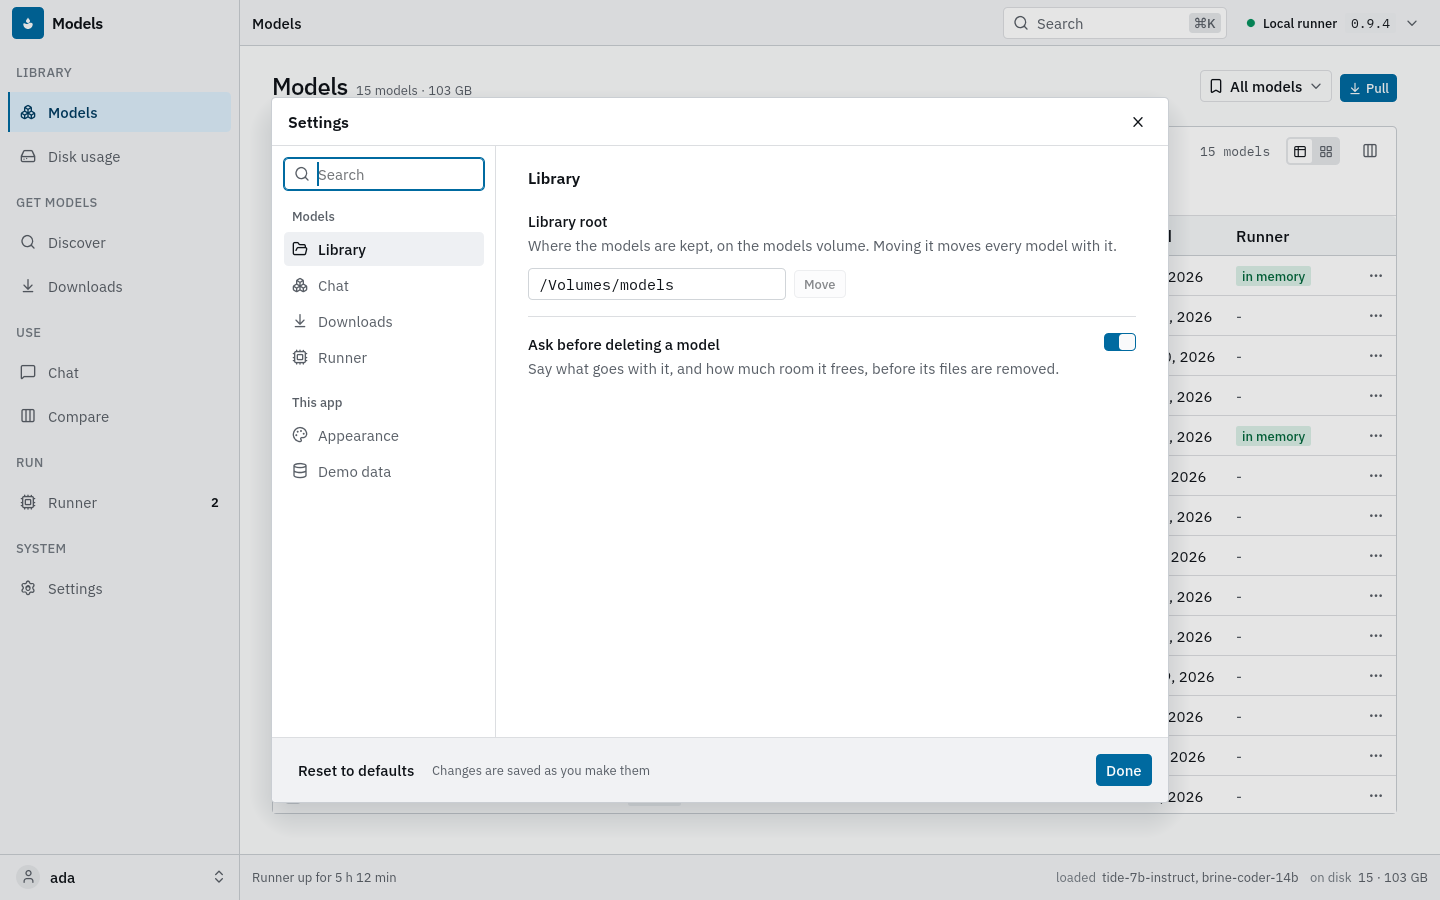 Models
LIBRARY
Models
Disk usage
GET MODELS
Discover
Downloads
USE
Chat
Compare
RUN
Runner 2
SYSTEM
Settings
ada
Models
Search ⌘K
Local runner 0.9.4
Models 15 models · 103 GB
All models
Pull
15 models
Runner
2026 in memory
, 2026 -
0, 2026 -
, 2026 -
, 2026 in memory
2026 -
, 2026 -
2026 -
, 2026 -
, 2026 -
9, 2026 -
2026 -
, 2026 -
2026 -
Settings
Search
Models
Library
Chat
Downloads
Runner
This app
Appearance
Demo data
Library
Library root
Where the models are kept, on the models volume. Moving it moves every model with it.
/Volumes/models Move
Ask before deleting a model
Say what goes with it, and how much room it frees, before its files are removed.
Reset to defaults Changes are saved as you make them Done
Runner up for 5 h 12 min
loaded tide-7b-instruct, brine-coder-14b on disk 15 · 103 GB